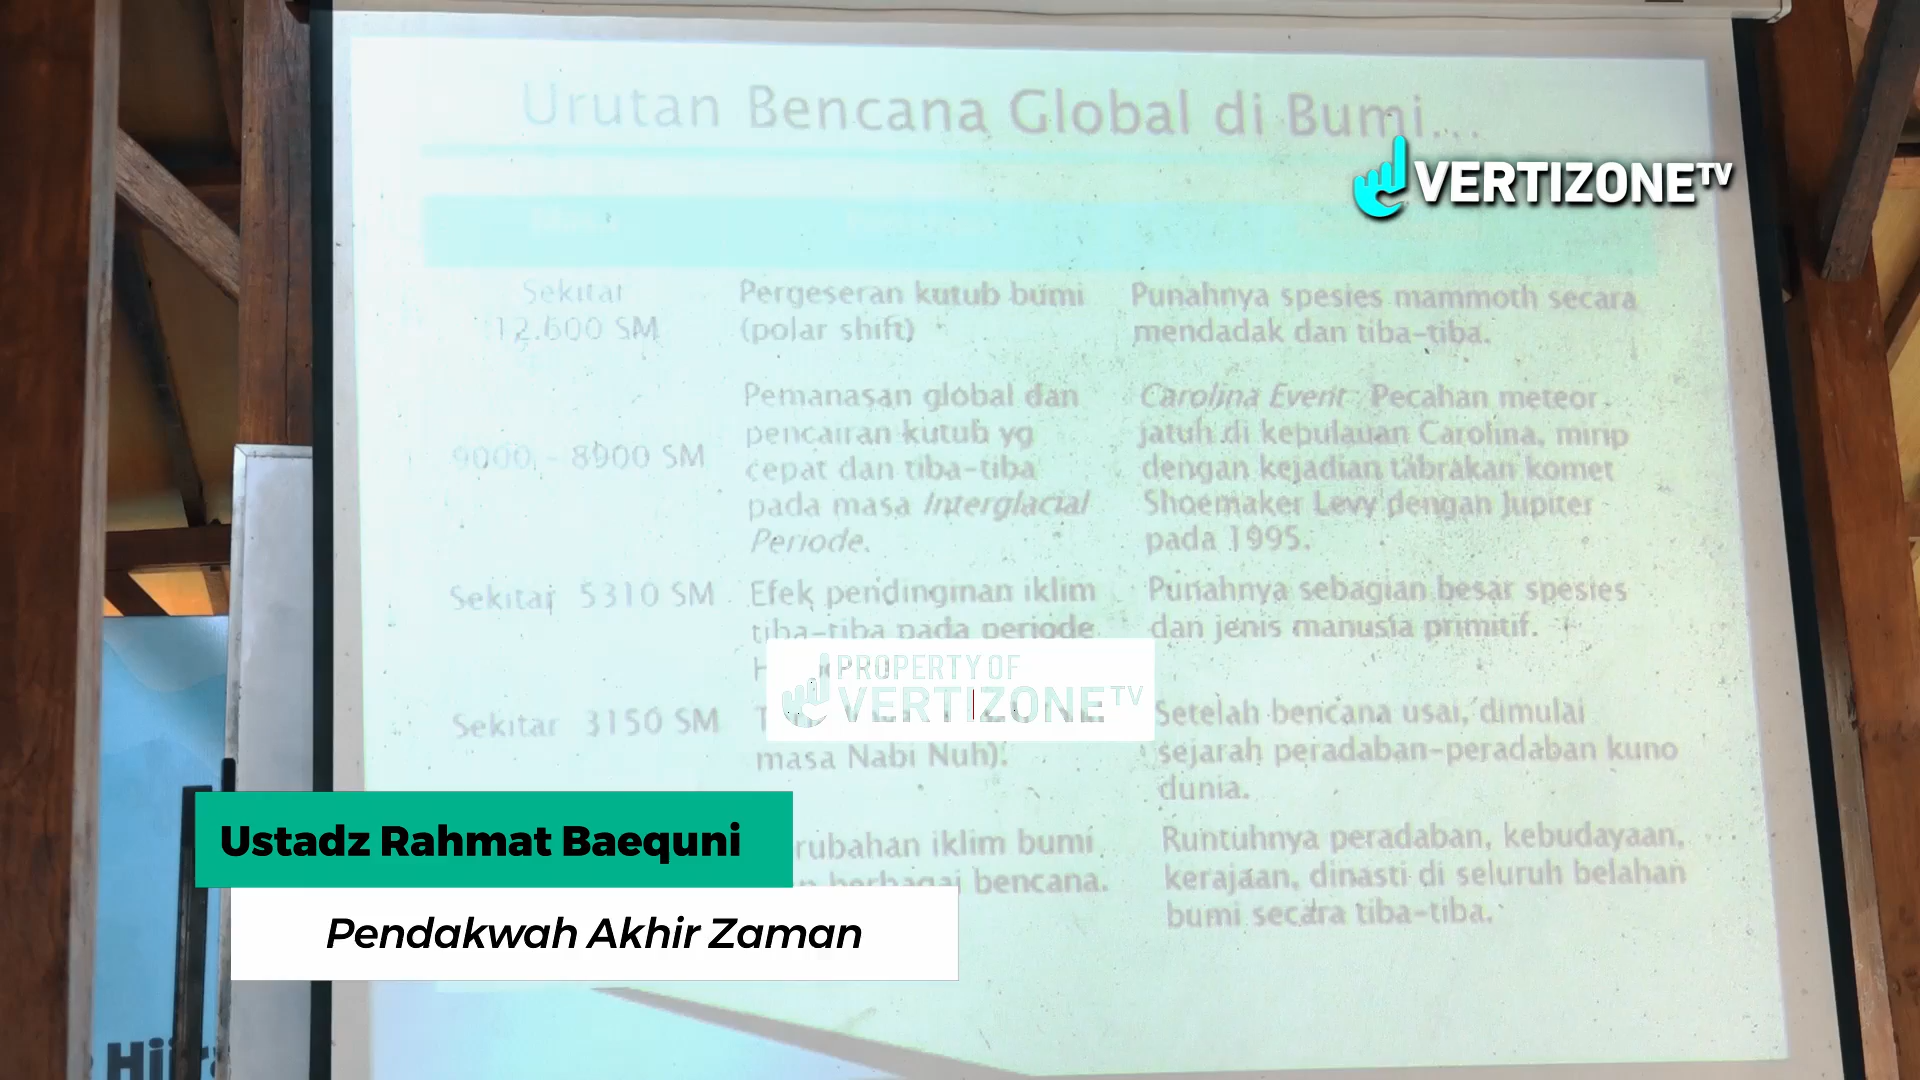 Urutan Bencana Global di Bumi...
VERTIZONE TV
Sekitar
12.600 SM
Pergeseran kutub bumi
(polar shift)
Punahnya spesies mammoth secara
mendadak dan tiba-tiba.
9000 - 8900 SM
Pemanasan global dan
pencairan kutub yg
cepat dan tiba-tiba
pada masa Interglacial
Periode.
Carolina Event Pecahan meteor
jatuh di kepulauan Carolina, mirip
dengan kejadian tabrakan komet
Shoemaker Levy dengan Jupiter
pada 1995.
Sekitar 5310 SM
Efek pendinginan iklim
tiba-tiba pada periode
Punahnya sebagian besar spesies
dan jenis manusia primitif.
PROPERTY OF
VERTIZONE TV
Sekitar 3150 SM
masa Nabi Nuh).
Setelah bencana usai, dimulai
sejarah peradaban-peradaban kuno
dunia.
iklim bumi
berbagai bencana.
Runtuhnya peradaban, kebudayaan,
kerajaan, dinasti di seluruh belahan
bumi secara tiba-tiba.
Ustadz Rahmat Baequni
Pendakwah Akhir Zaman